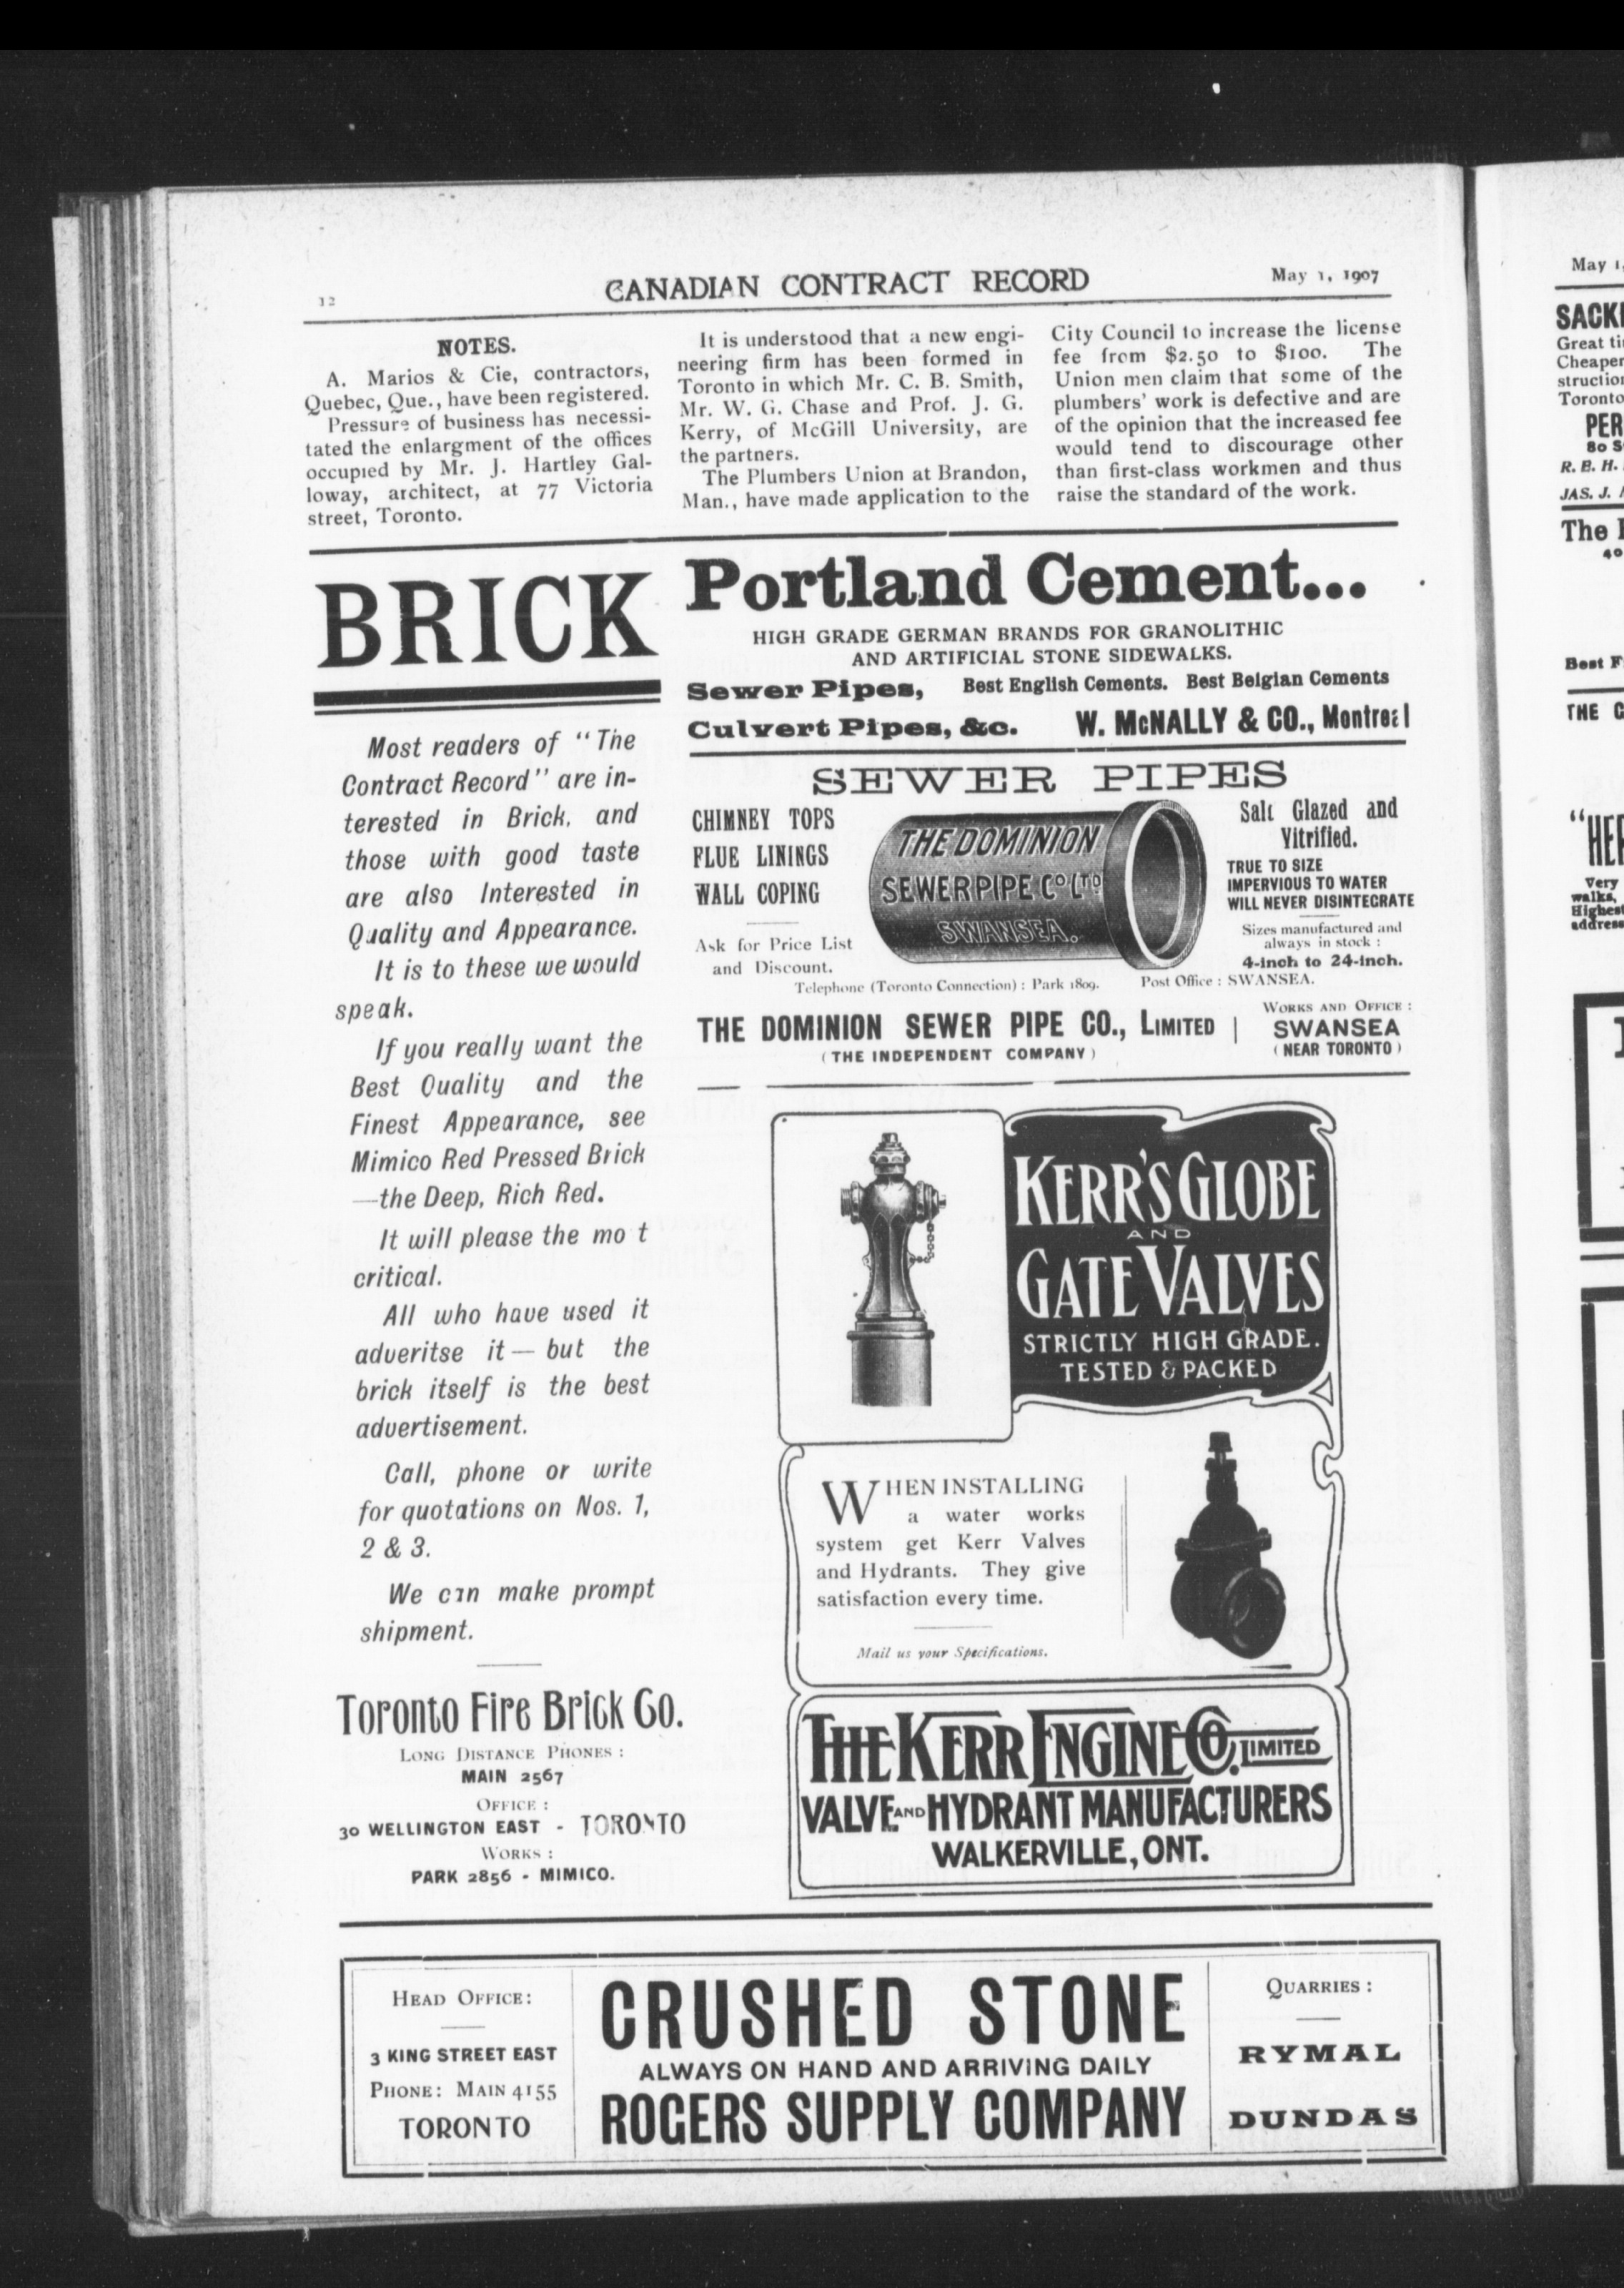 12
CANADIAN CONTRACT RECORD
May 1, 1907
NOTES.
A. Marios & Cie, contractors,
Quebec, Que., have been registered.
Pressure of business has necessi-
tated the enlargment of the offices
occupied by Mr. J. Hartley Gal-
loway, architect, at 77 Victoria
street, Toronto.
It is understood that a new engi-
neering firm has been formed in
Toronto in which Mr. C. B. Smith,
Mr. W. G. Chase and Prof. J. G.
Kerry, of McGill University, are
the partners.
The Plumbers Union at Brandon,
Man., have made application to the
City Council to increase the license
fee from $2.50 to $100. The
Union men claim that some of the
plumbers' work is defective and are
of the opinion that the increased fee
would tend to discourage other
than first-class workmen and thus
raise the standard of the work.
BRICK
Most readers of "The
Contract Record" are in-
terested in Brick, and
those with good taste
are also Interested in
Quality and Appearance.
It is to these we would
speak.
If you really want the
Best Quality and the
Finest Appearance, see
Mimico Red Pressed Brick
—the Deep, Rich Red.
It will please the mo t
critical.
All who have used it
adveritse it — but the
brick itself is the best
advertisement.
Call, phone or write
for quotations on Nos. 1,
2 & 3.
We can make prompt
shipment.
Toronto Fire Brick Co.
LONG DISTANCE PHONES :
MAIN 2567
OFFICE :
30 WELLINGTON EAST - TORONTO
WORKS :
PARK 2856 - MIMICO.
Portland Cement...
HIGH GRADE GERMAN BRANDS FOR GRANOLITHIC
AND ARTIFICIAL STONE SIDEWALKS.
Sewer Pipes, Best English Cements. Best Belgian Cements
Culvert Pipes, &c. W. McNALLY & CO., Montreal
SEWER PIPES
CHIMNEY TOPS
FLUE LININGS
WALL COPING
Ask for Price List
and Discount.
THE DOMINION
SEWER PIPE CO. LTD
SWANSEA.
Salt Glazed and
Vitrified.
TRUE TO SIZE
IMPERVIOUS TO WATER
WILL NEVER DISINTEGRATE
Sizes manufactured and
always in stock :
4-inch to 24-inch.
Telephone (Toronto Connection) : Park 1809. Post Office : SWANSEA.
THE DOMINION SEWER PIPE CO., LIMITED
(THE INDEPENDENT COMPANY)
WORKS AND OFFICE :
SWANSEA
(NEAR TORONTO)
KERR'S GLOBE
AND
GATE VALVES
STRICTLY HIGH GRADE.
TESTED & PACKED
WHEN INSTALLING
a water works
system get Kerr Valves
and Hydrants. They give
satisfaction every time.
Mail us your Specifications.
THE KERR ENGINE CO. LIMITED
VALVE AND HYDRANT MANUFACTURERS
WALKERVILLE, ONT.
HEAD OFFICE:
3 KING STREET EAST
PHONE: MAIN 4155
TORONTO
CRUSHED STONE
ALWAYS ON HAND AND ARRIVING DAILY
ROGERS SUPPLY COMPANY
QUARRIES :
RYMAL
DUNDAS
May 1,
Great
Cheaper
Toronto
R. B. H.
JAS. J.
The
Best
THE
Very
walks,